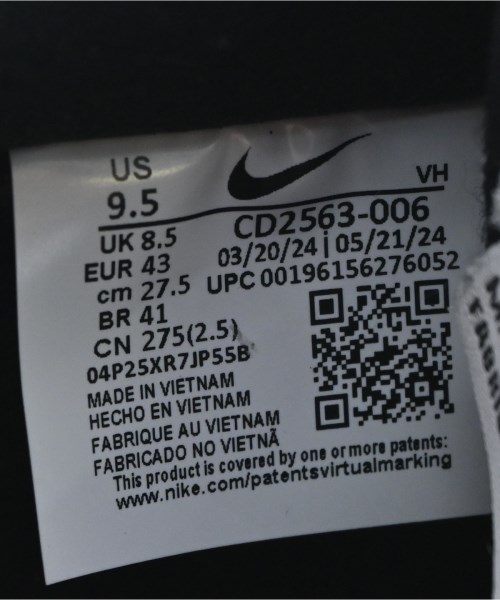 US
9.5
VH
CD2563-006
UK 8.5
03/20/24 | 05/21/24
EUR 43
UPC 00196156276052
cm 27.5
BR 41
CN 275(2.5)
04P25XR7JP55B
MADE IN VIETNAM
HECHO EN VIETNAM
FABRIQUE AU VIETNAM
FABRICADO NO VIETNÃ
This product is covered by one or more patents:
www.nike.com/patentsvirtualmarking